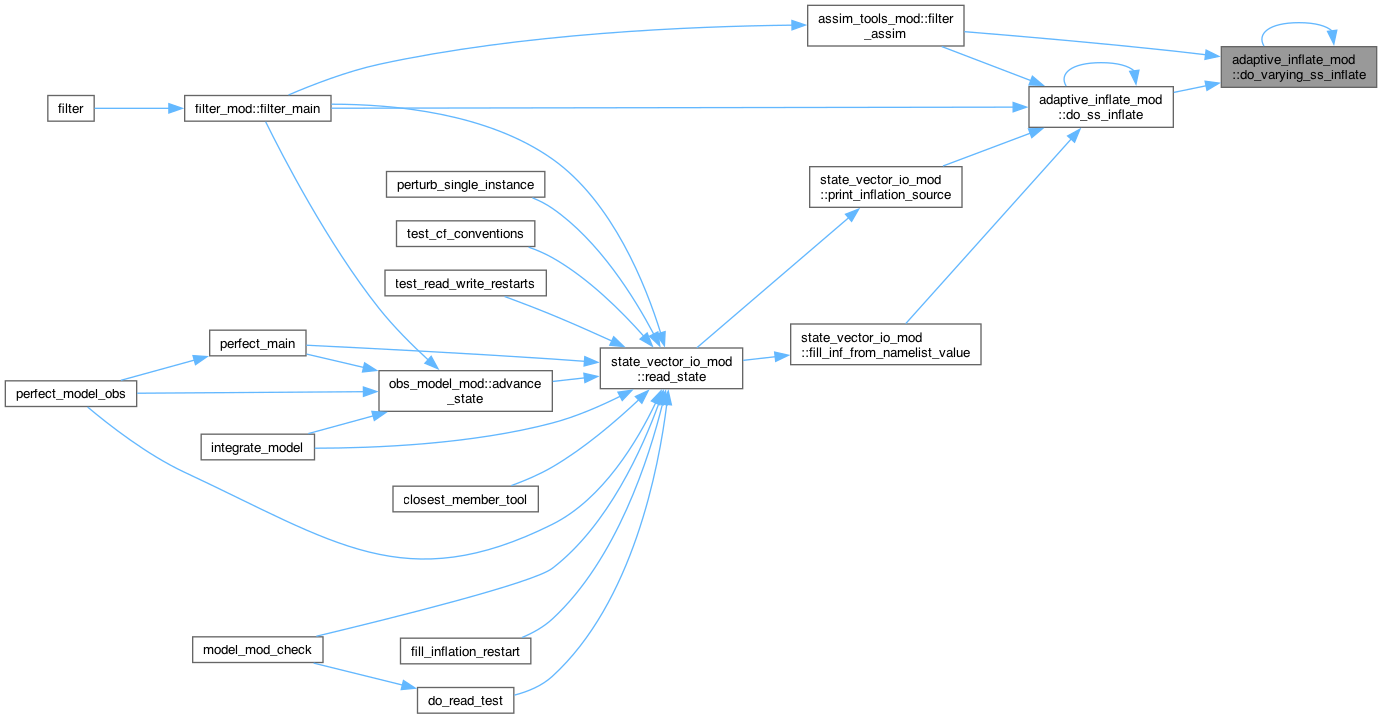 assim_tools_mod::filter
_assim
adaptive_inflate_mod
::do_varying_ss_inflate
filter
filter_mod::filter_main
adaptive_inflate_mod
::do_ss_inflate
perturb_single_instance
state_vector_io_mod
::print_inflation_source
test_cf_conventions
test_read_write_restarts
perfect_main
state_vector_io_mod
::fill_inf_from_namelist_value
state_vector_io_mod
::read_state
perfect_model_obs
obs_model_mod::advance
_state
integrate_model
closest_member_tool
model_mod_check
fill_inflation_restart
do_read_test